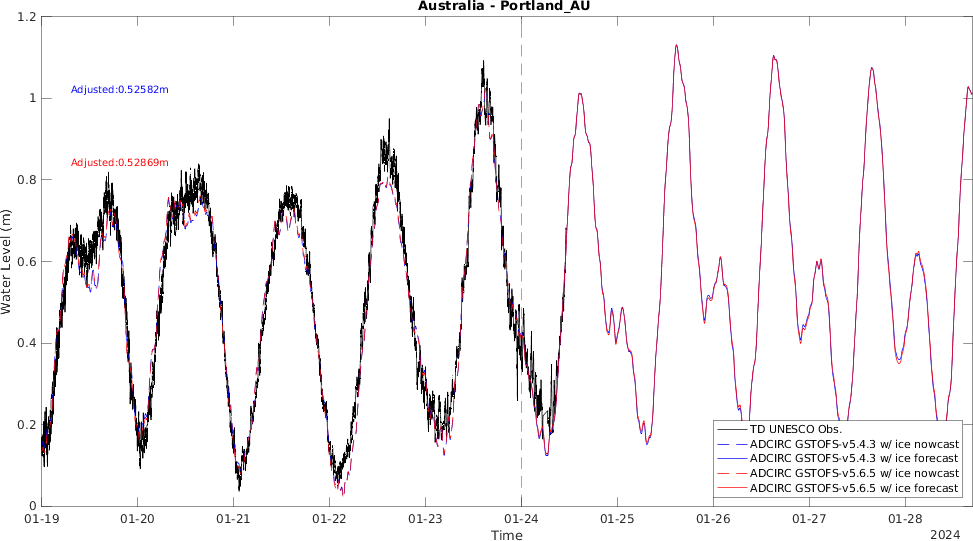 Australia - Portland_AU
1.2
1
0.8
0.6
0.4
0.2
0
Water Level (m)
Adjusted:0.52582m
Adjusted:0.52869m
TD UNESCO Obs.
ADCIRC GSTOFS-v5.4.3 w/ ice nowcast
ADCIRC GSTOFS-v5.4.3 w/ ice forecast
ADCIRC GSTOFS-v5.6.5 w/ ice nowcast
ADCIRC GSTOFS-v5.6.5 w/ ice forecast
01-19 01-20 01-21 01-22 01-23 01-24 01-25 01-26 01-27 01-28
Time
2024